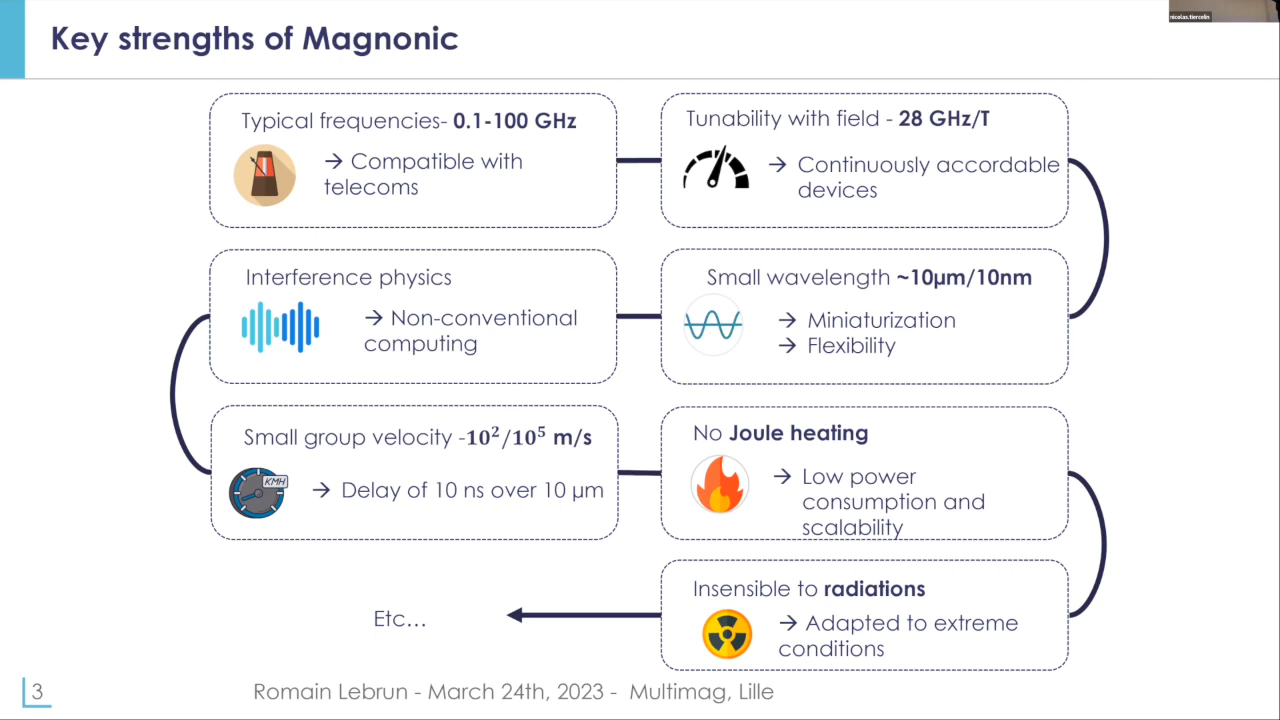 nicolas.tiercelin
Key strengths of Magnonic
Typical frequencies- 0.1-100 GHz
→ Compatible with
telecoms
Tunability with field - 28 GHz/T
→ Continuously accordable
devices
Small wavelength ~10µm/10nm
→ Miniaturization
→ Flexibility
Interference physics
→ Non-conventional
computing
Small group velocity -10²/10⁵ m/s
KMH
→ Delay of 10 ns over 10 µm
No Joule heating
→ Low power
consumption and
scalability
Insensible to radiations
→ Adapted to extreme
conditions
Etc…
3
Romain Lebrun - March 24th, 2023 - Multimag, Lille